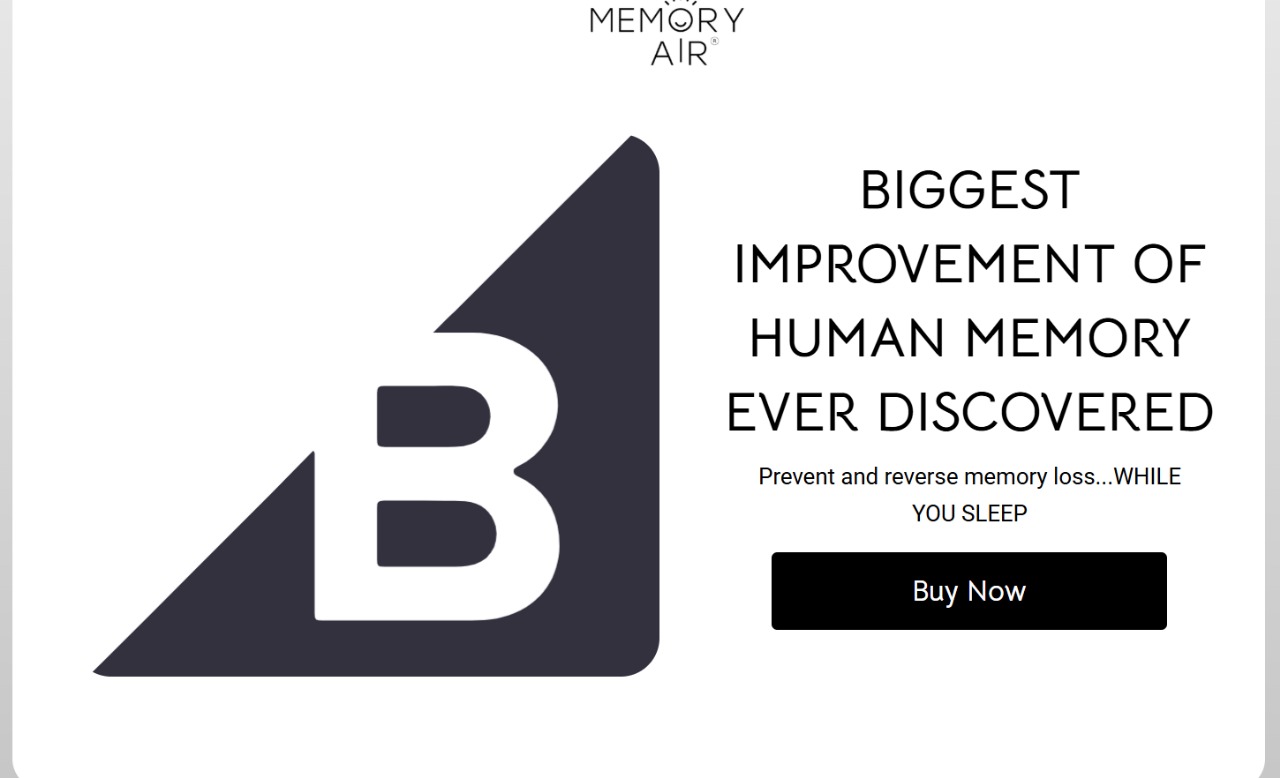 MEMORY
AIR®
B
BIGGEST
IMPROVEMENT OF
HUMAN MEMORY
EVER DISCOVERED
Prevent and reverse memory loss...WHILE
YOU SLEEP
Buy Now